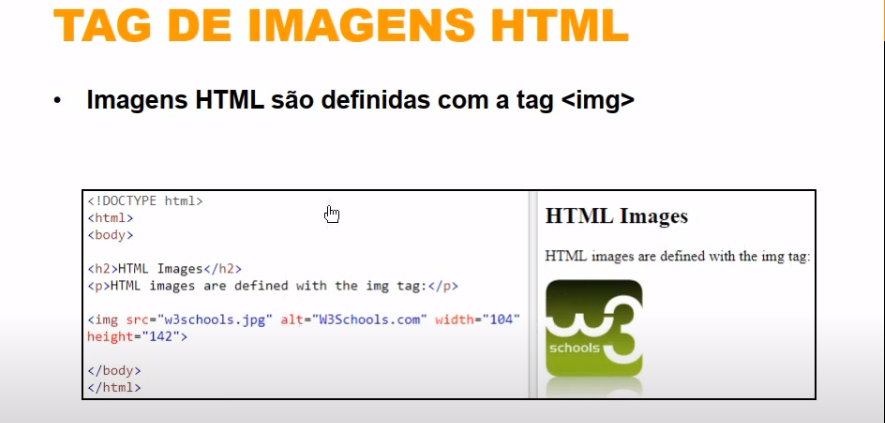 TAG DE IMAGENS HTML
• Imagens HTML são definidas com a tag <img>
<!DOCTYPE html>
<html>
<body>
<h2>HTML Images</h2>
<p>HTML images are defined with the img tag:</p>
<img src="w3schools.jpg" alt="W3Schools.com" width="104"
height="142">
</body>
</html>
HTML Images
HTML images are defined with the img tag:
w3
schools